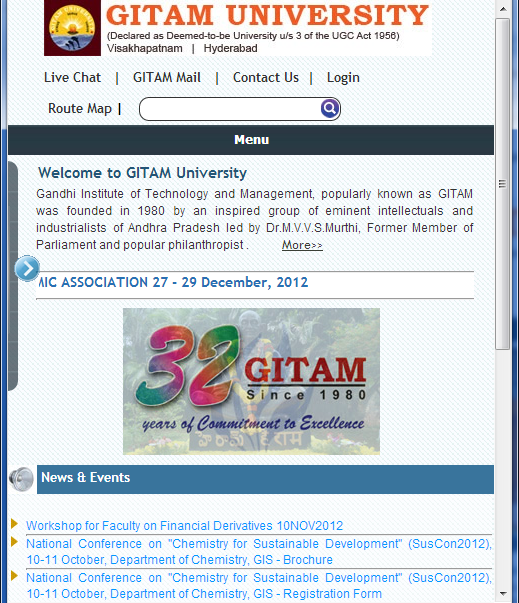 GITAM UNIVERSITY
(Declared as Deemed-to-be University u/s 3 of the UGC Act 1956)
Visakhapatnam | Hyderabad
Live Chat | GITAM Mail | Contact Us | Login
Route Map |
Menu
Welcome to GITAM University
Gandhi Institute of Technology and Management, popularly known as GITAM
was founded in 1980 by an inspired group of eminent intellectuals and
industrialists of Andhra Pradesh led by Dr.M.V.V.S.Murthi, Former Member of
Parliament and popular philanthropist . More>>
MIC ASSOCIATION 27 - 29 December, 2012
32 GITAM
Since 1980
years of Commitment to Excellence
News & Events
Workshop for Faculty on Financial Derivatives 10NOV2012
National Conference on "Chemistry for Sustainable Development" (SusCon2012),
10-11 October, Department of Chemistry, GIS - Brochure
National Conference on "Chemistry for Sustainable Development" (SusCon2012),
10-11 October, Department of Chemistry, GIS - Registration Form